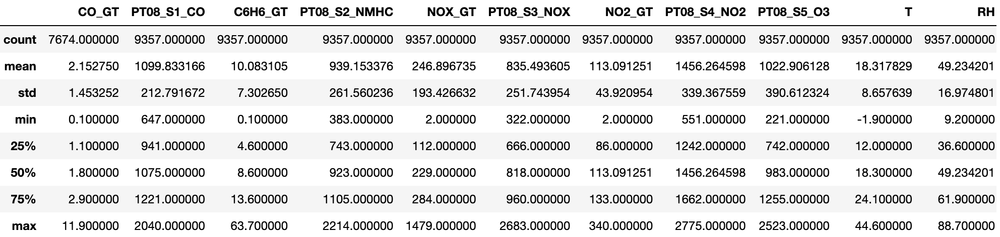 CO_GT PT08_S1_CO C6H6_GT PT08_S2_NMHC NOX_GT PT08_S3_NOX NO2_GT PT08_S4_NO2 PT08_S5_O3 T RH
count 7674.000000 9357.000000 9357.000000 9357.000000 9357.000000 9357.000000 9357.000000 9357.000000 9357.000000 9357.000000 9357.000000
mean 2.152750 1099.833166 10.083105 939.153376 246.896735 835.493605 113.091251 1456.264598 1022.906128 18.317829 49.234201
std 1.453252 212.791672 7.302650 261.560236 193.426632 251.743954 43.920954 339.367559 390.612324 8.657639 16.974801
min 0.100000 647.000000 0.100000 383.000000 2.000000 322.000000 2.000000 551.000000 221.000000 -1.900000 9.200000
25% 1.100000 941.000000 4.600000 743.000000 112.000000 666.000000 86.000000 1242.000000 742.000000 12.000000 36.600000
50% 1.800000 1075.000000 8.600000 923.000000 229.000000 818.000000 113.091251 1456.264598 983.000000 18.300000 49.234201
75% 2.900000 1221.000000 13.600000 1105.000000 284.000000 960.000000 133.000000 1662.000000 1255.000000 24.100000 61.900000
max 11.900000 2040.000000 63.700000 2214.000000 1479.000000 2683.000000 340.000000 2775.000000 2523.000000 44.600000 88.700000